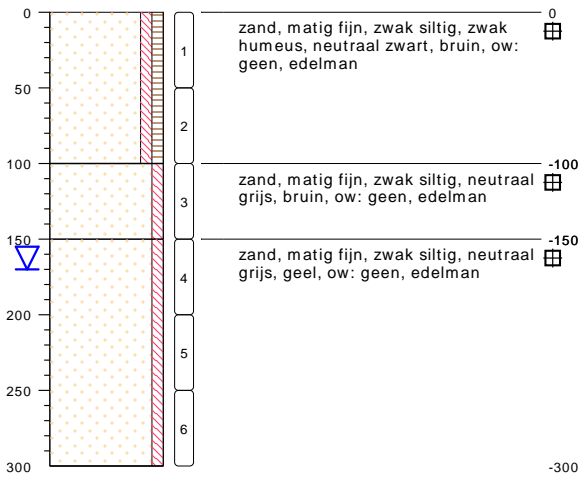 0
50
100
150
200
250
300
1
2
3
4
5
6
0
zand, matig fijn, zwak siltig, zwak
humeus, neutraal zwart, bruin, ow:
geen, edelman
-100
zand, matig fijn, zwak siltig, neutraal
grijs, bruin, ow: geen, edelman
-150
zand, matig fijn, zwak siltig, neutraal
grijs, geel, ow: geen, edelman
-300